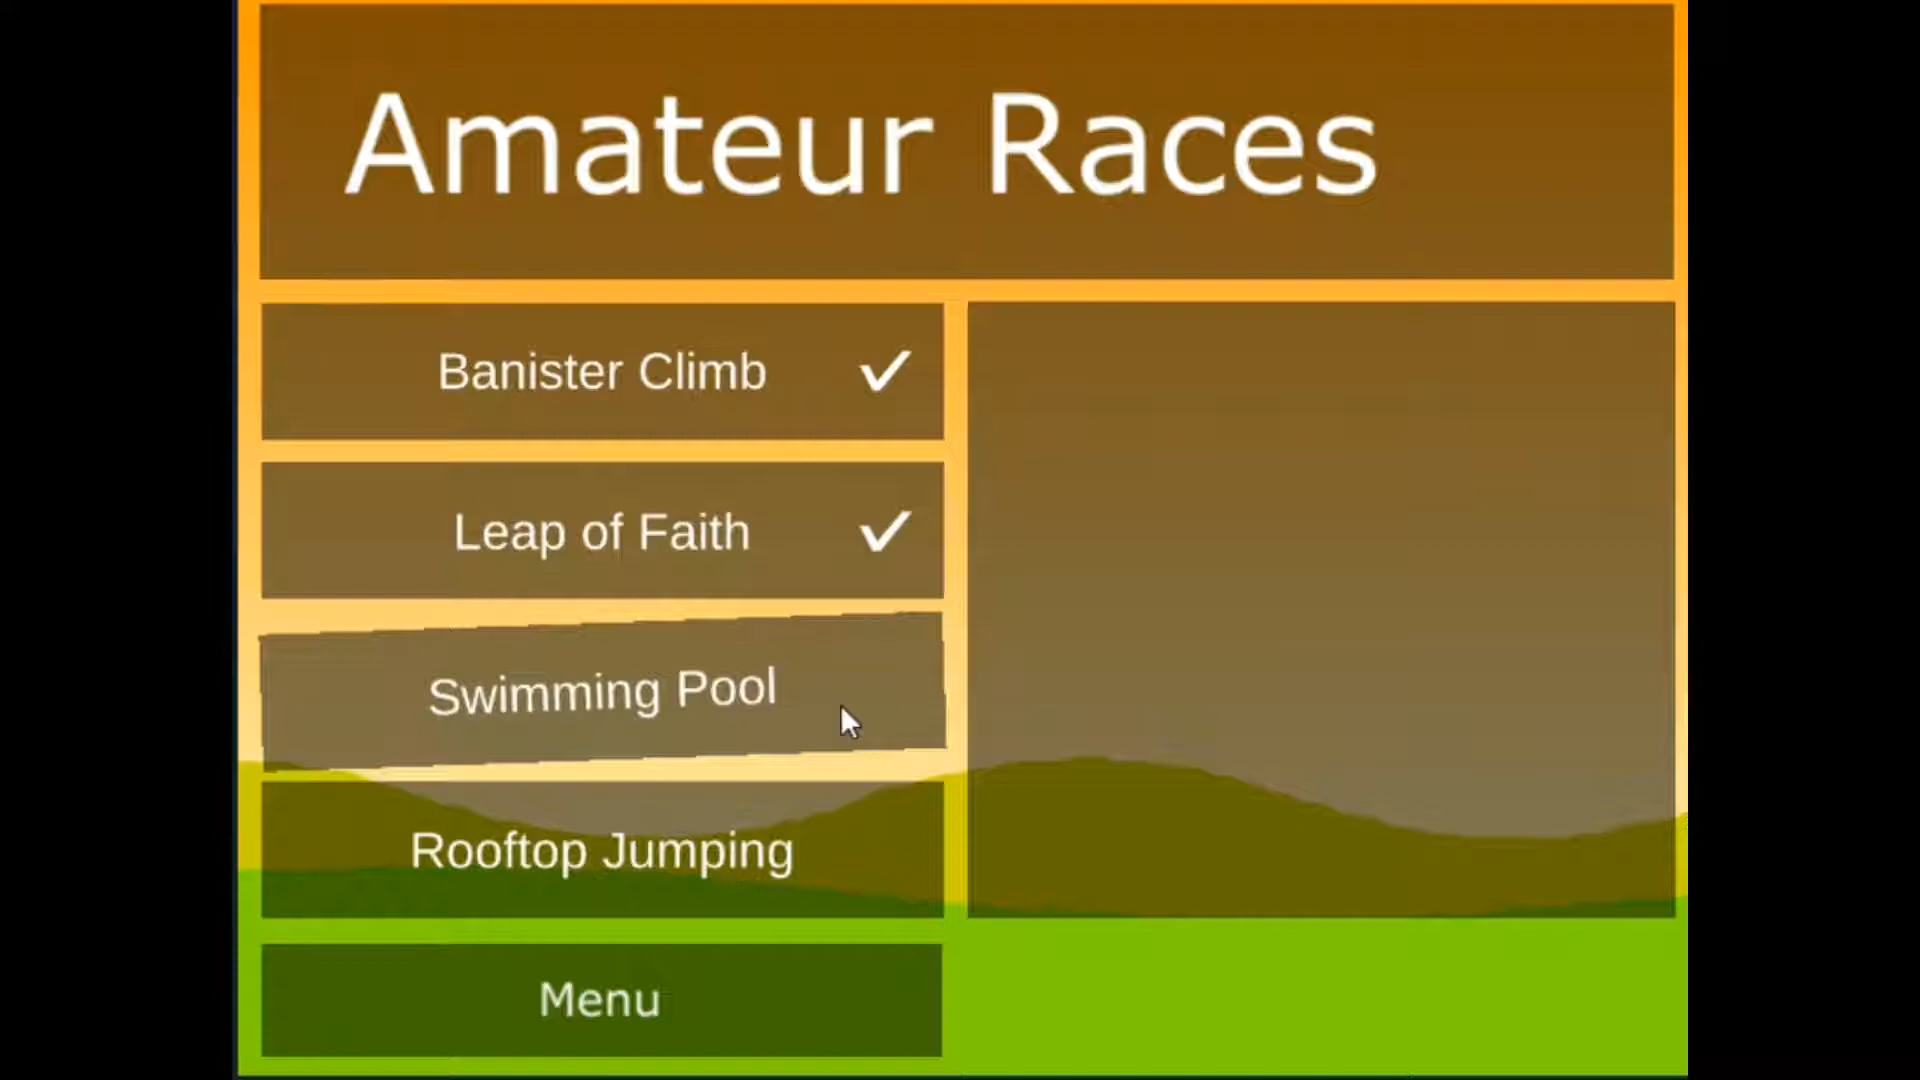 Amateur Races
Banister Climb ✓
Leap of Faith ✓
Swimming Pool
Rooftop Jumping
Menu